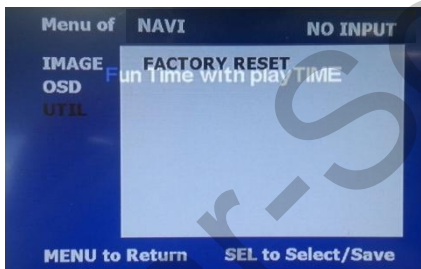 Menu of NAVI NO INPUT
IMAGE FACTORY RESET
Fun Time with playTIME
OSD
UTIL
MENU to Return SEL to Select/Save